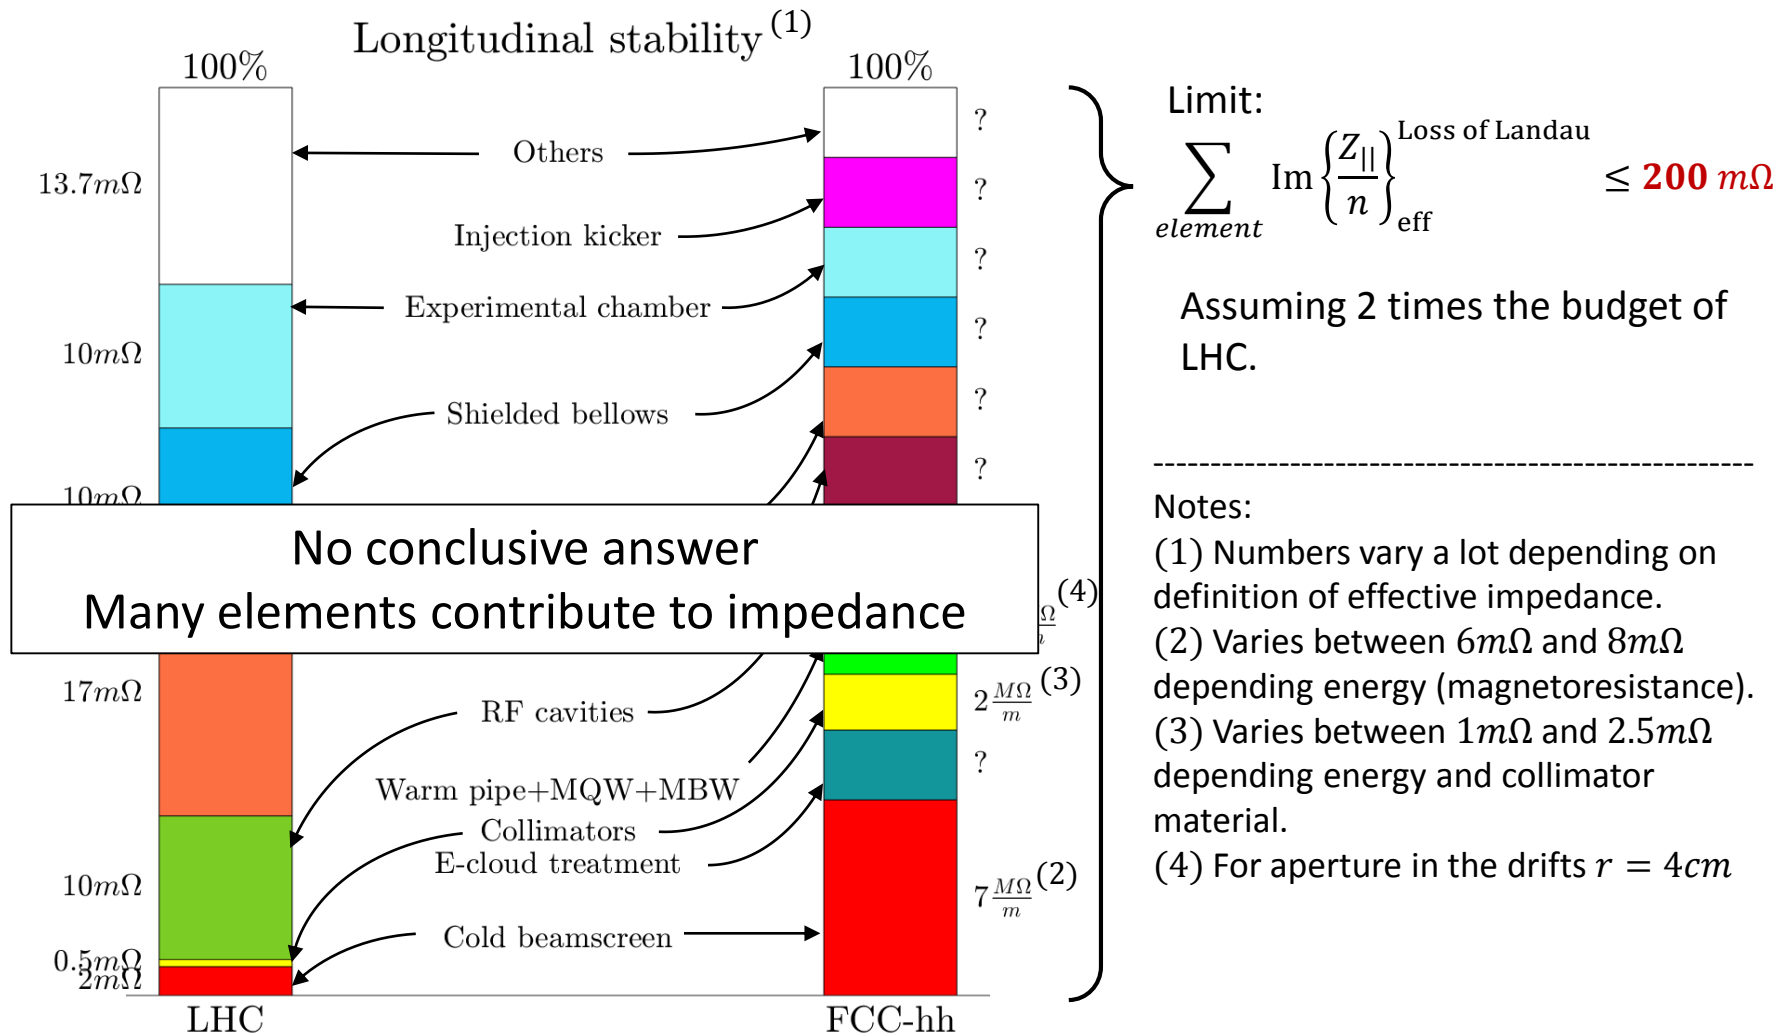 Longitudinal stability (1)
100%
100%
Others
Injection kicker
Experimental chamber
Shielded bellows
RF cavities
Warm pipe+MQW+MBW
Collimators
E-cloud treatment
Cold beamscreen
13.7mΩ
10mΩ
10mΩ
17mΩ
10mΩ
0.5mΩ
2mΩ
?
?
?
?
?
?
(4)
2 MΩ/m (3)
?
7 MΩ/m (2)
LHC
FCC-hh
No conclusive answer
Many elements contribute to impedance
Limit:
∑_element Im{Z_||/n}_eff^Loss of Landau ≤ 200 mΩ
Assuming 2 times the budget of
LHC.
------------------------------------------------
Notes:
(1) Numbers vary a lot depending on
definition of effective impedance.
(2) Varies between 6mΩ and 8mΩ
depending energy (magnetoresistance).
(3) Varies between 1mΩ and 2.5mΩ
depending energy and collimator
material.
(4) For aperture in the drifts r = 4cm